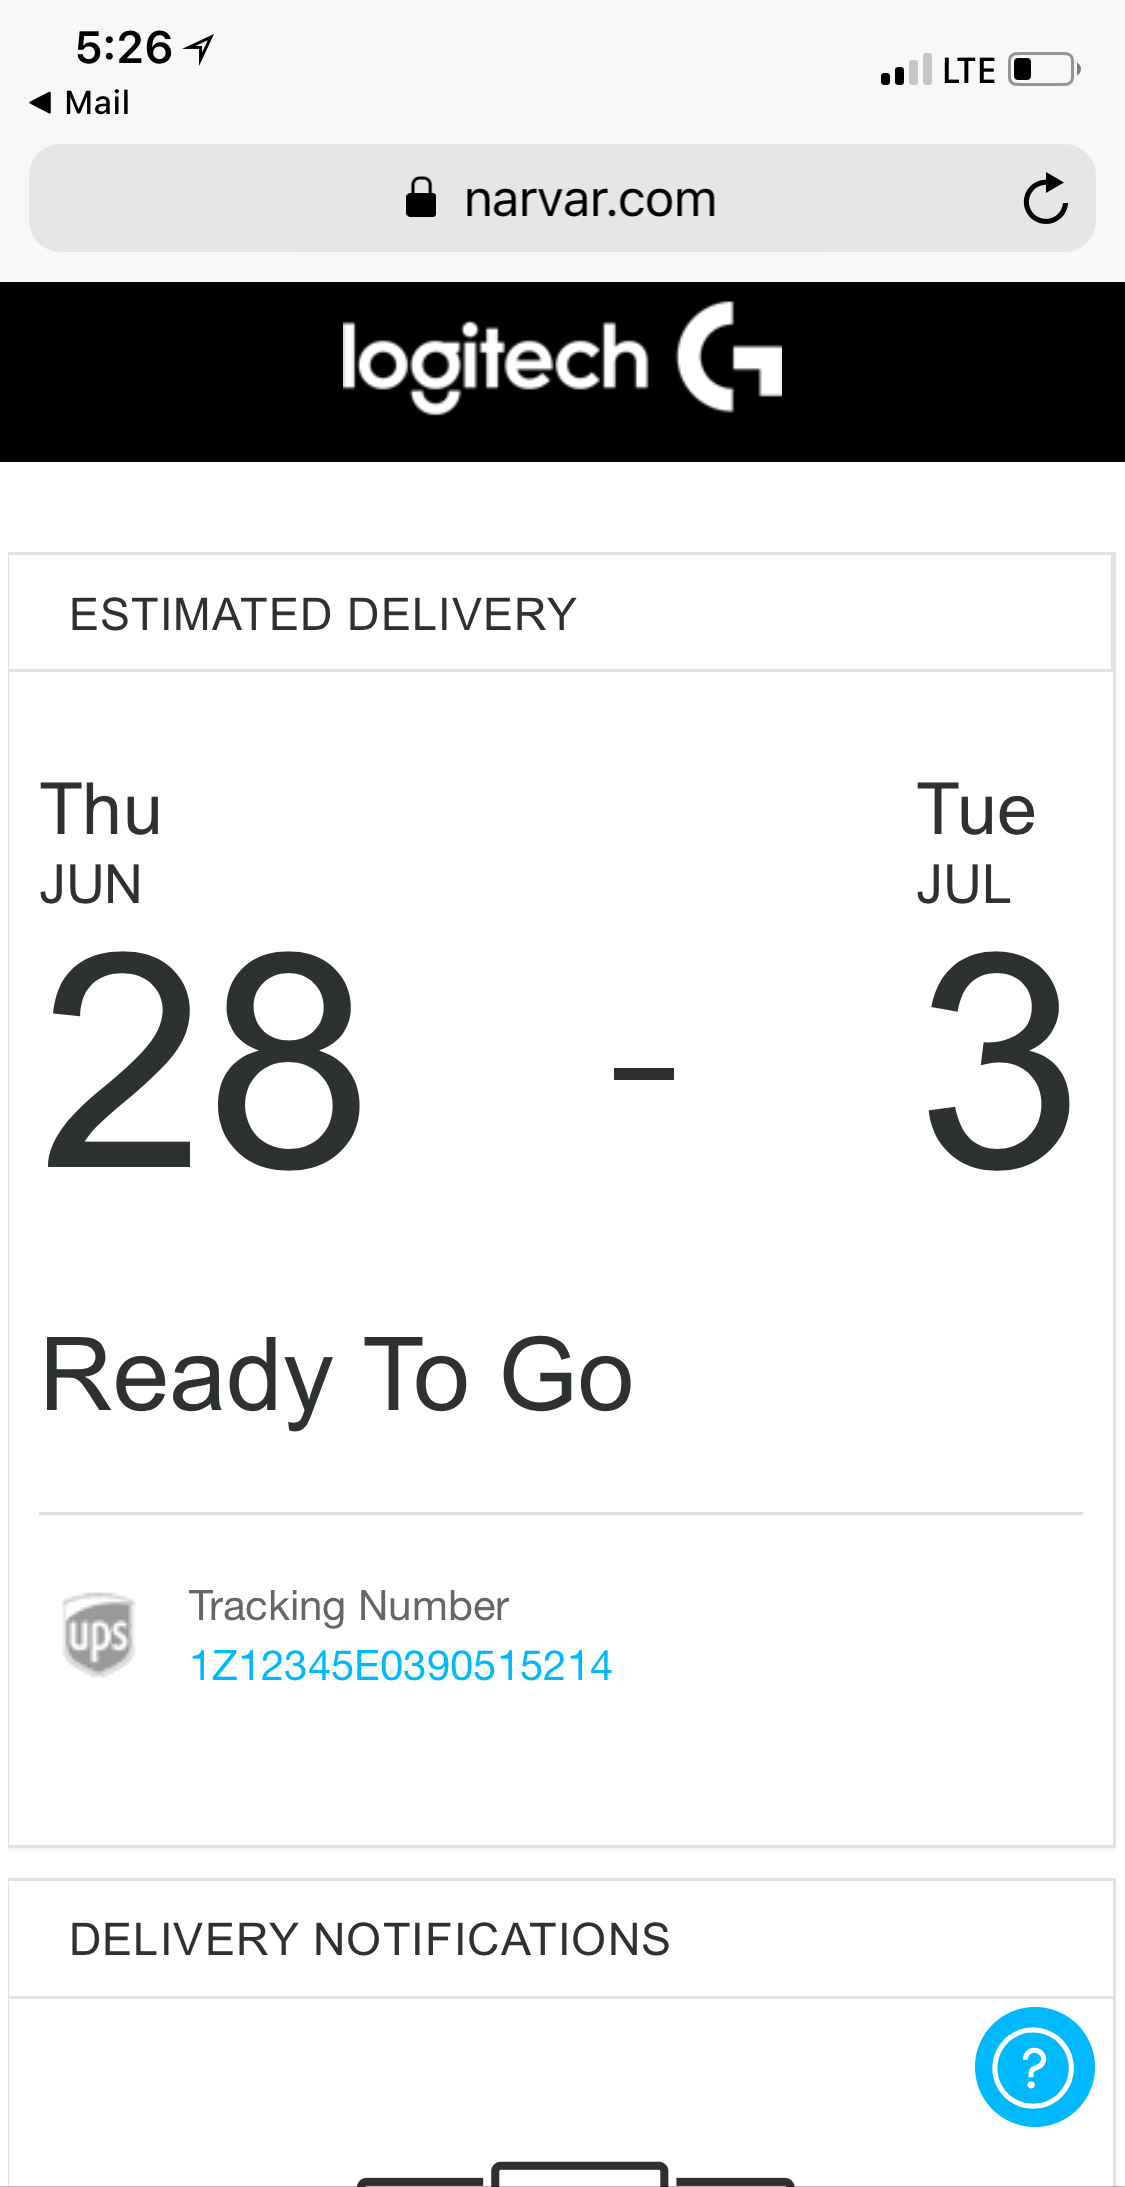 5:26
LTE
Mail
narvar.com
logitech G
ESTIMATED DELIVERY
Thu
JUN
28
-
Tue
JUL
3
Ready To Go
ups
Tracking Number
1Z12345E0390515214
DELIVERY NOTIFICATIONS
?